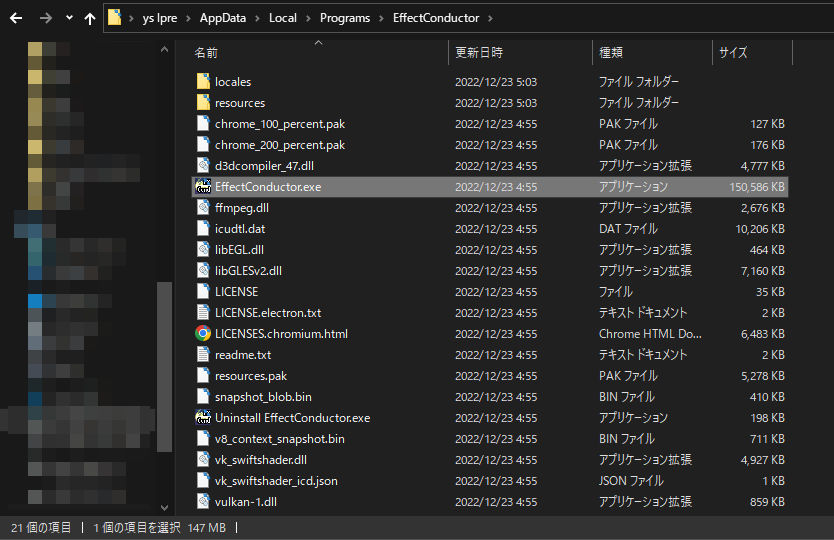 ys lpre > AppData > Local > Programs > EffectConductor >
名前 更新日時 種類 サイズ
locales 2022/12/23 5:03 ファイル フォルダー
resources 2022/12/23 5:03 ファイル フォルダー
chrome_100_percent.pak 2022/12/23 4:55 PAK ファイル 127 KB
chrome_200_percent.pak 2022/12/23 4:55 PAK ファイル 176 KB
d3dcompiler_47.dll 2022/12/23 4:55 アプリケーション拡張 4,777 KB
EffectConductor.exe 2022/12/23 4:55 アプリケーション 150,586 KB
ffmpeg.dll 2022/12/23 4:55 アプリケーション拡張 2,676 KB
icudtl.dat 2022/12/23 4:55 DAT ファイル 10,206 KB
libEGL.dll 2022/12/23 4:55 アプリケーション拡張 464 KB
libGLESv2.dll 2022/12/23 4:55 アプリケーション拡張 7,160 KB
LICENSE 2022/12/23 4:55 ファイル 35 KB
LICENSE.electron.txt 2022/12/23 4:55 テキスト ドキュメント 2 KB
LICENSES.chromium.html 2022/12/23 4:55 Chrome HTML Do... 6,483 KB
readme.txt 2022/12/23 4:55 テキスト ドキュメント 2 KB
resources.pak 2022/12/23 4:55 PAK ファイル 5,278 KB
snapshot_blob.bin 2022/12/23 4:55 BIN ファイル 410 KB
Uninstall EffectConductor.exe 2022/12/23 4:55 アプリケーション 198 KB
v8_context_snapshot.bin 2022/12/23 4:55 BIN ファイル 711 KB
vk_swiftshader.dll 2022/12/23 4:55 アプリケーション拡張 4,927 KB
vk_swiftshader_icd.json 2022/12/23 4:55 JSON ファイル 1 KB
vulkan-1.dll 2022/12/23 4:55 アプリケーション拡張 859 KB
21 個の項目 1 個の項目を選択 147 MB